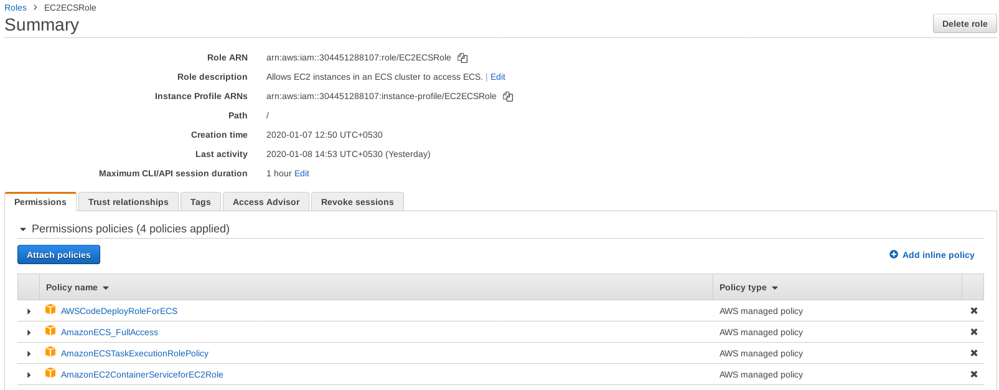 Roles > EC2ECSRole
Summary
Delete role
Role ARN arn:aws:iam::304451288107:role/EC2ECSRole
Role description Allows EC2 instances in an ECS cluster to access ECS. | Edit
Instance Profile ARNs arn:aws:iam::304451288107:instance-profile/EC2ECSRole
Path /
Creation time 2020-01-07 12:50 UTC+0530
Last activity 2020-01-08 14:53 UTC+0530 (Yesterday)
Maximum CLI/API session duration 1 hour Edit
Permissions Trust relationships Tags Access Advisor Revoke sessions
Permissions policies (4 policies applied)
Attach policies Add inline policy
Policy name Policy type
AWSCodeDeployRoleForECS AWS managed policy
AmazonECS_FullAccess AWS managed policy
AmazonECSTaskExecutionRolePolicy AWS managed policy
AmazonEC2ContainerServiceforEC2Role AWS managed policy